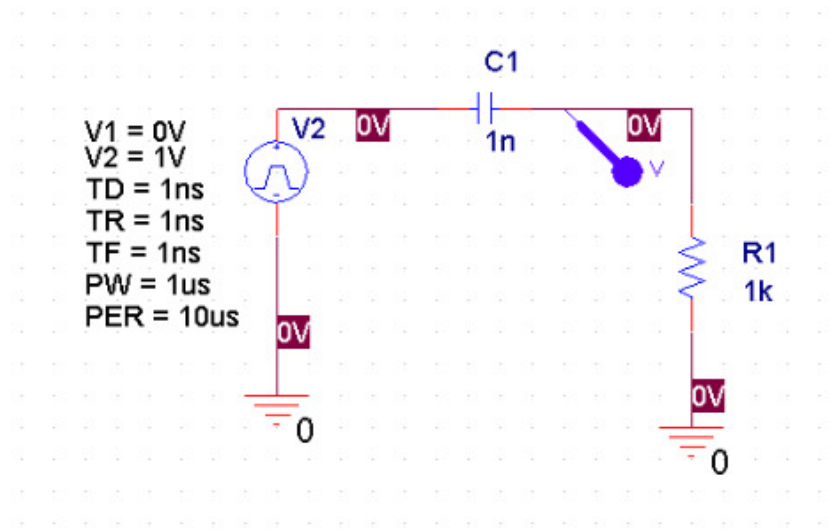 C1
V1 = 0V
V2 = 1V
TD = 1ns
TR = 1ns
TF = 1ns
PW = 1us
PER = 10us
V2
0V
1n
0V
V
R1
1k
0V
0
0V
0